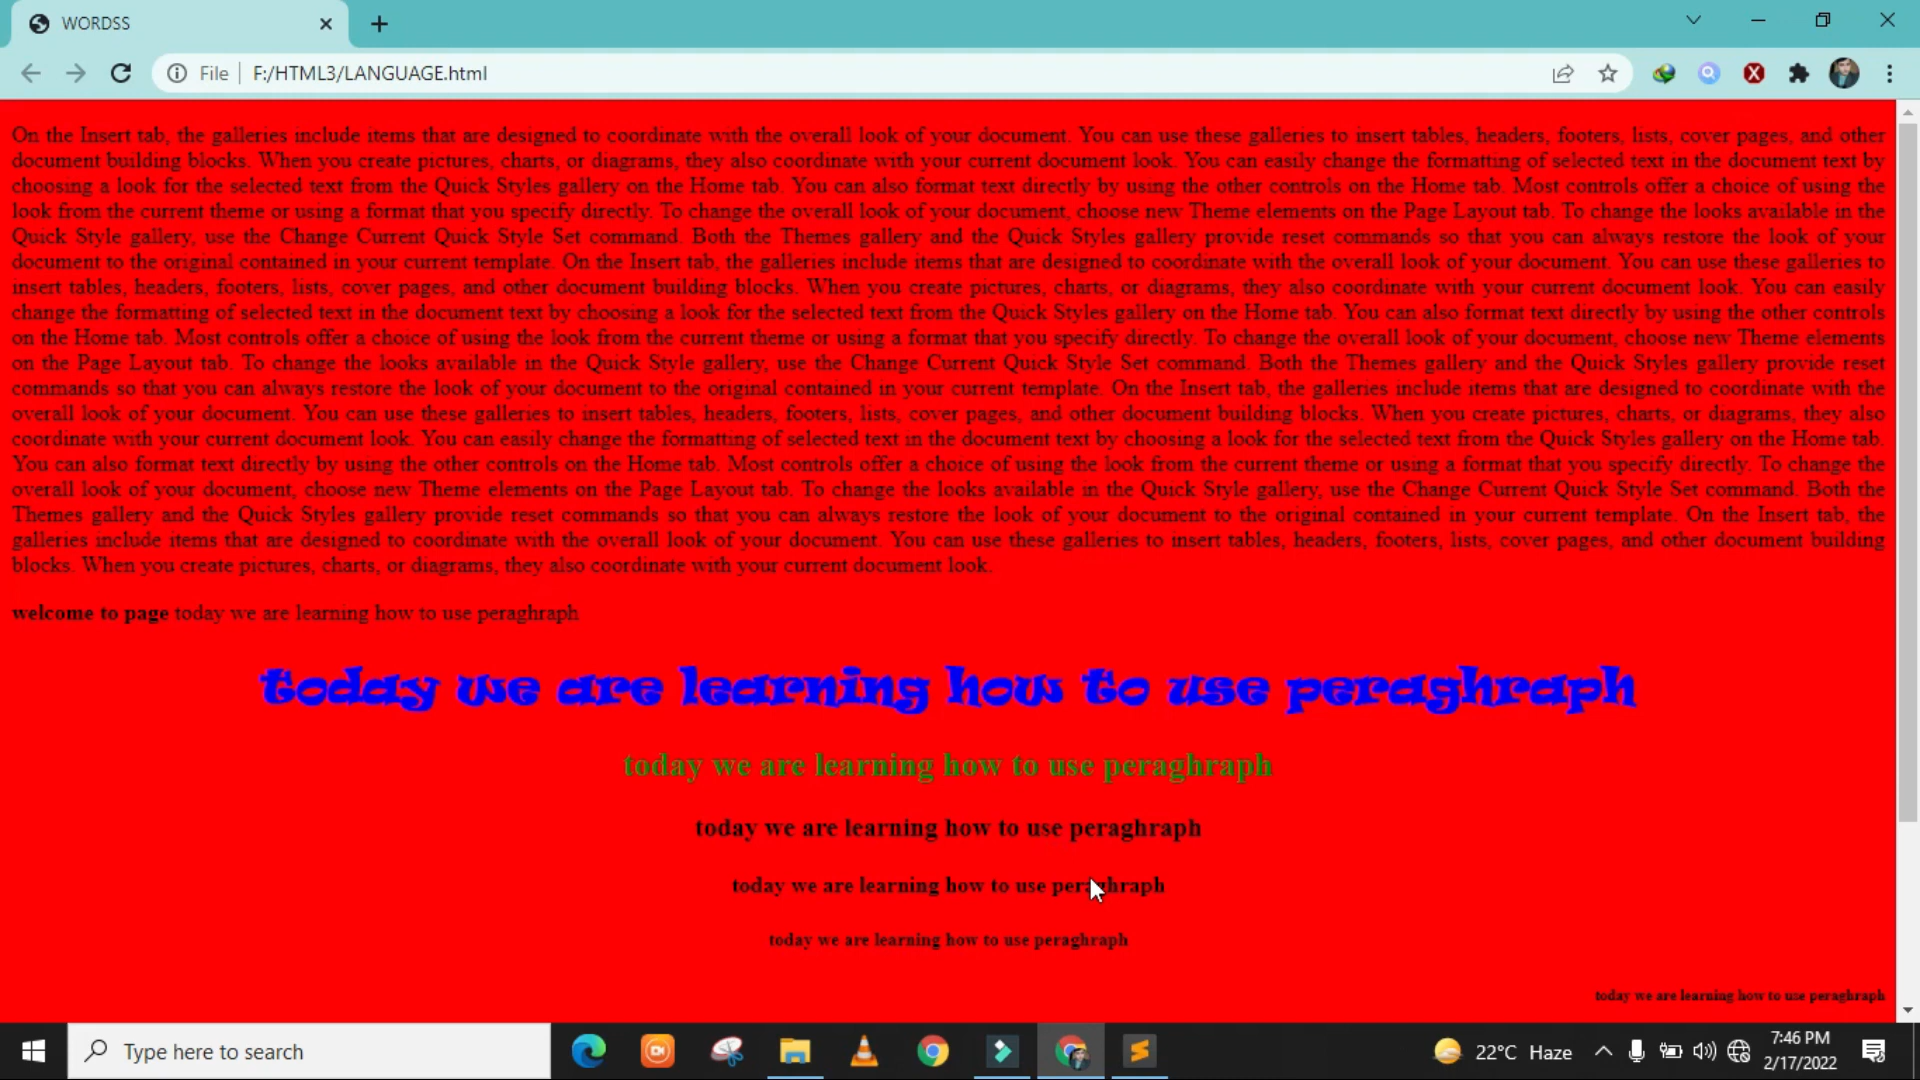 WORDSS
File
F:/HTML3/LANGUAGE.html
On the Insert tab, the galleries include items that are designed to coordinate with the overall look of your document. You can use these galleries to insert tables, headers, footers, lists, cover pages, and other
document building blocks. When you create pictures, charts, or diagrams, they also coordinate with your current document look. You can easily change the formatting of selected text in the document text by
choosing a look for the selected text from the Quick Styles gallery on the Home tab. You can also format text directly by using the other controls on the Home tab. Most controls offer a choice of using the
look from the current theme or using a format that you specify directly. To change the overall look of your document, choose new Theme elements on the Page Layout tab. To change the looks available in the
Quick Style gallery, use the Change Current Quick Style Set command. Both the Themes gallery and the Quick Styles gallery provide reset commands so that you can always restore the look of your
document to the original contained in your current template. On the Insert tab, the galleries include items that are designed to coordinate with the overall look of your document. You can use these galleries to
insert tables, headers, footers, lists, cover pages, and other document building blocks. When you create pictures, charts, or diagrams, they also coordinate with your current document look. You can easily
change the formatting of selected text in the document text by choosing a look for the selected text from the Quick Styles gallery on the Home tab. You can also format text directly by using the other controls
on the Home tab. Most controls offer a choice of using the look from the current theme or using a format that you specify directly. To change the overall look of your document, choose new Theme elements
on the Page Layout tab. To change the looks available in the Quick Style gallery, use the Change Current Quick Style Set command. Both the Themes gallery and the Quick Styles gallery provide reset
commands so that you can always restore the look of your document to the original contained in your current template. On the Insert tab, the galleries include items that are designed to coordinate with the
overall look of your document. You can use these galleries to insert tables, headers, footers, lists, cover pages, and other document building blocks. When you create pictures, charts, or diagrams, they also
coordinate with your current document look. You can easily change the formatting of selected text in the document text by choosing a look for the selected text from the Quick Styles gallery on the Home tab.
You can also format text directly by using the other controls on the Home tab. Most controls offer a choice of using the look from the current theme or using a format that you specify directly. To change the
overall look of your document, choose new Theme elements on the Page Layout tab. To change the looks available in the Quick Style gallery, use the Change Current Quick Style Set command. Both the
Themes gallery and the Quick Styles gallery provide reset commands so that you can always restore the look of your document to the original contained in your current template. On the Insert tab, the
galleries include items that are designed to coordinate with the overall look of your document. You can use these galleries to insert tables, headers, footers, lists, cover pages, and other document building
blocks. When you create pictures, charts, or diagrams, they also coordinate with your current document look.
welcome to page today we are learning how to use peraghraph
today we are learning how to use peraghraph
today we are learning how to use peraghraph
today we are learning how to use peraghraph
today we are learning how to use peraghraph
today we are learning how to use peraghraph
today we are learning how to use peraghraph
Type here to search
22°C Haze
7:46 PM
2/17/2022